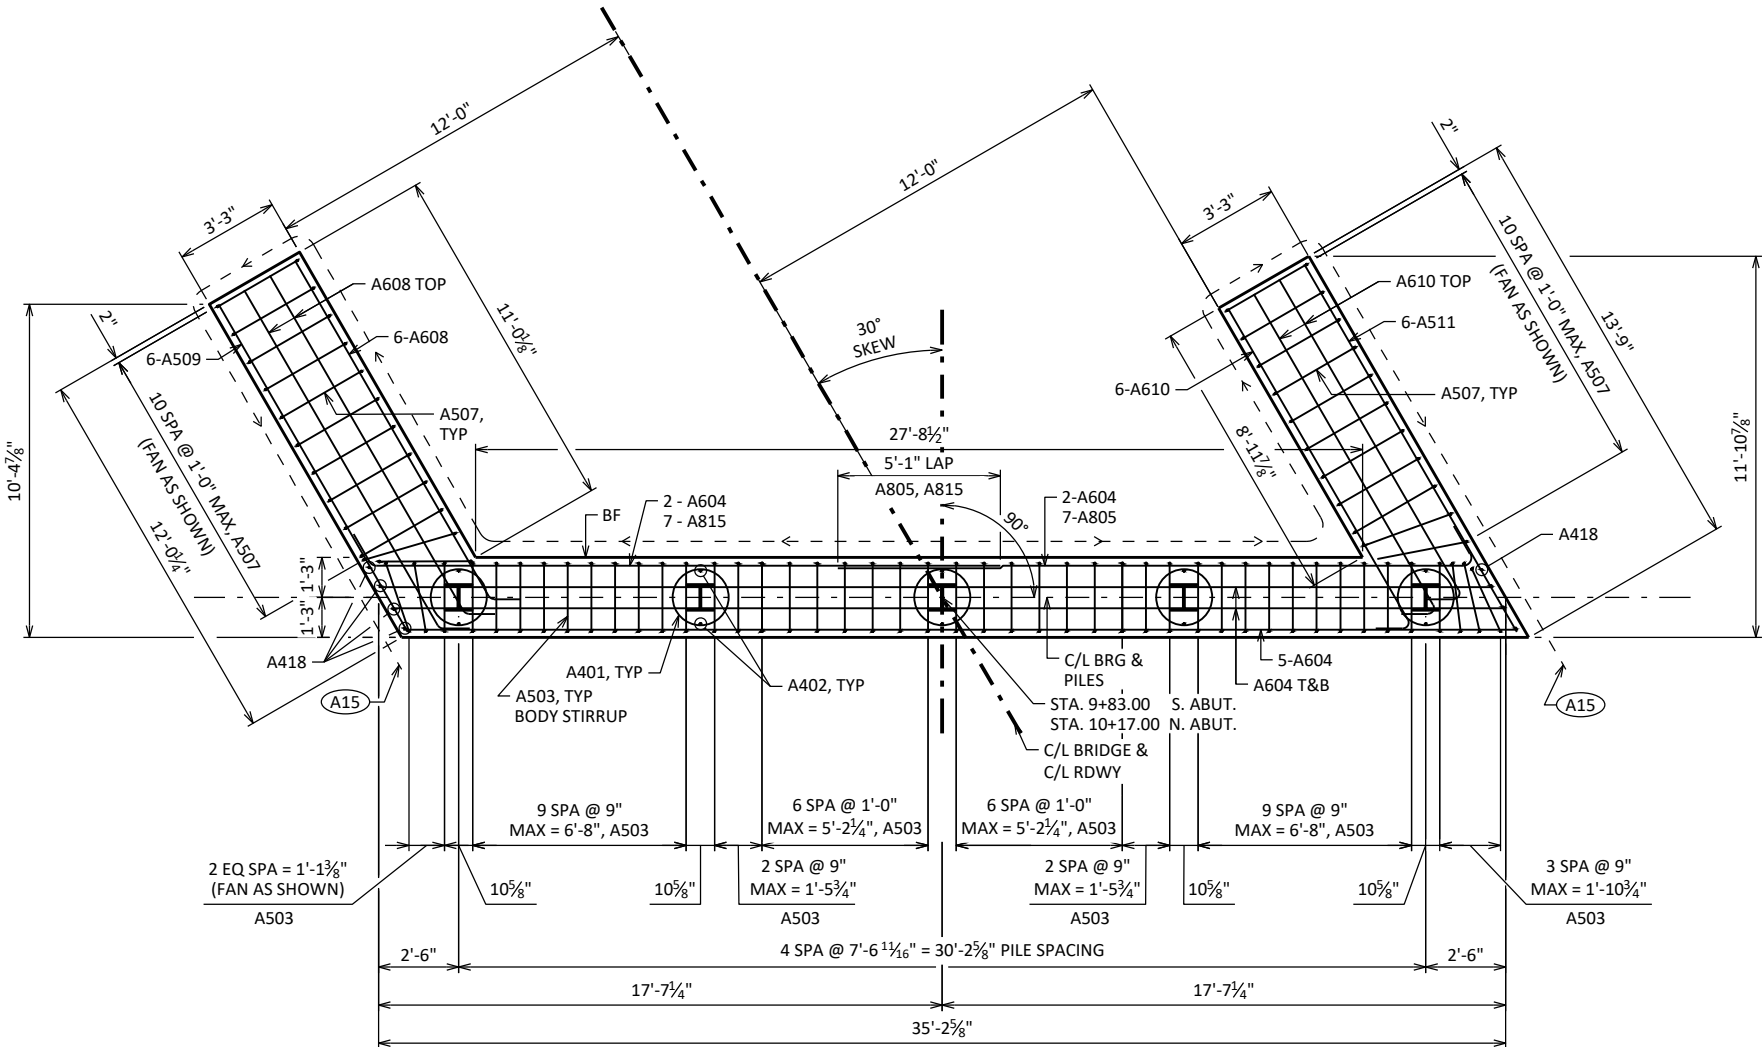 12'-0"
12'-0"
2"
3'-3"
3'-3"
10 SPA @ 1'-0" MAX, A507
(FAN AS SHOWN)
13'-9"
A608 TOP
11'-0⅛"
A610 TOP
2"
6-A509
6-A608
30°
SKEW
6-A511
6-A610
A507,
TYP
A507, TYP
10'-4⅞"
10 SPA @ 1'-0" MAX, A507
(FAN AS SHOWN)
12'-0¼"
27'-8½"
8'-11⅞"
11'-10⅞"
5'-1" LAP
A805, A815
2 - A604
7 - A815
2-A604
7-A805
BF
90°
A418
1'-3"
1'-3"
A418
A401, TYP
A402, TYP
C/L BRG &
PILES
5-A604
A604 T&B
A15
A503, TYP
BODY STIRRUP
STA. 9+83.00 S. ABUT.
STA. 10+17.00 N. ABUT.
A15
C/L BRIDGE &
C/L RDWY
9 SPA @ 9"
MAX = 6'-8", A503
6 SPA @ 1'-0"
MAX = 5'-2¼", A503
6 SPA @ 1'-0"
MAX = 5'-2¼", A503
9 SPA @ 9"
MAX = 6'-8", A503
2 EQ SPA = 1'-1⅜"
(FAN AS SHOWN)
A503
10⅝"
10⅝"
2 SPA @ 9"
MAX = 1'-5¾"
A503
2 SPA @ 9"
MAX = 1'-5¾"
A503
10⅝"
10⅝"
3 SPA @ 9"
MAX = 1'-10¾"
A503
2'-6"
4 SPA @ 7'-6 11⁄16" = 30'-2⅝" PILE SPACING
2'-6"
17'-7¼"
17'-7¼"
35'-2⅝"